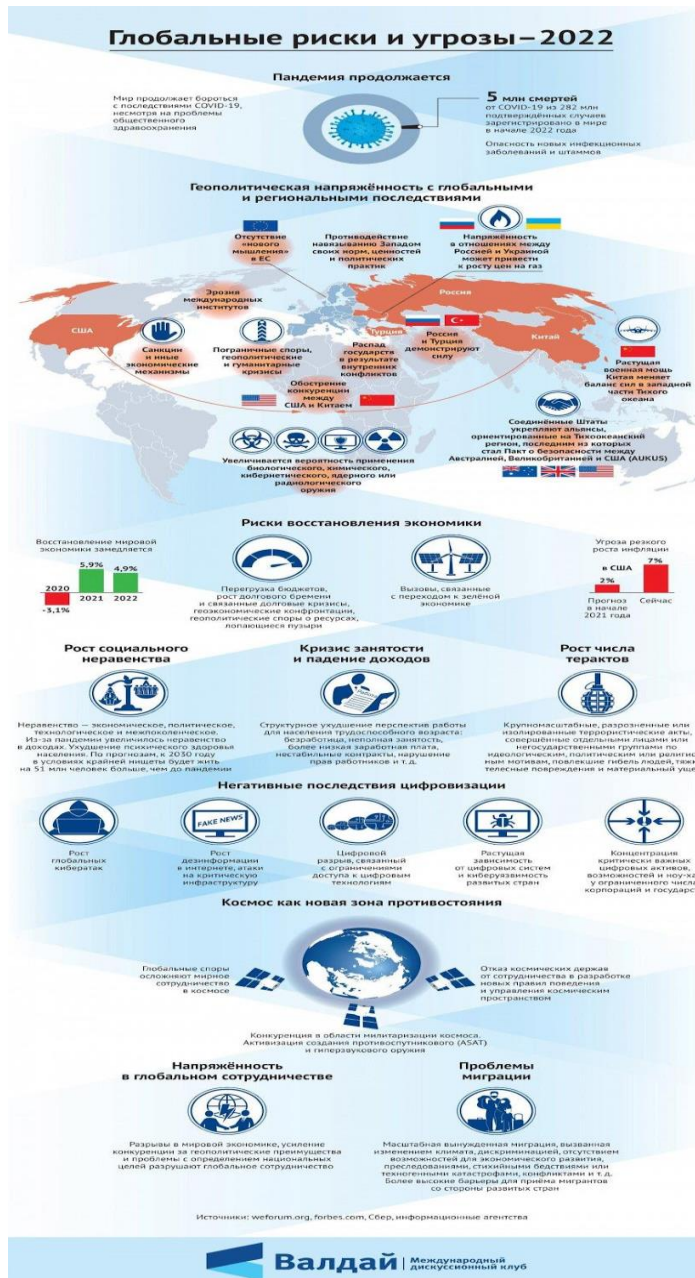 Глобальные риски и угрозы–2022
Пандемия продолжается
Мир продолжает бороться
с последствиями COVID-19,
несмотря на проблемы
общественного
здравоохранения
5 млн смертей
от COVID-19 из 282 млн
подтверждённых случаев
зарегистрировано в мире
в начале 2022 года
Опасность новых инфекционных
заболеваний и штаммов
Геополитическая напряжённость с глобальными
и региональными последствиями
Отсутствие
«нового
мышления»
в ЕС
Противодействие
навязыванию Западом
своих норм, ценностей
и политических
практик
Напряжённость
в отношениях между
Россией и Украиной
может привести
к росту цен на газ
Эрозия
международных
институтов
Россия
США
Турция
Китай
Санкции
и иные
экономические
механизмы
Пограничные споры,
геополитические
и гуманитарные
кризисы
Распад
государств
в результате
внутренних
конфликтов
Россия
и Турция
демонстрируют
силу
Растущая
военная мощь
Китая меняет
баланс сил в западной
части Тихого
океана
Обострение
конкуренции
между
США и Китаем
Соединённые Штаты
укрепляют альянсы,
ориентированные на Тихоокеанский
регион, последним из которых
стал Пакт о безопасности между
Австралией, Великобританией и США (AUKUS)
Увеличивается вероятность применения
биологического, химического,
кибернетического, ядерного или
радиологического
оружия
Риски восстановления экономики
Восстановление мировой
экономики замедляется
2020
-3,1%
5,9%
2021
4,9%
2022
Перегрузка бюджетов,
рост долгового бремени
и связанные долговые кризисы,
геоэкономические конфронтации,
геополитические споры о ресурсах,
лопающиеся пузыри
Вызовы, связанные
с переходом к зелёной
экономике
Угроза резкого
роста инфляции
в США
2%
7%
Прогноз
в начале
2021 года
Сейчас
Рост социального
неравенства
Неравенство — экономическое, политическое,
технологическое и межпоколенческое.
Из-за пандемии увеличилось неравенство
в доходах. Ухудшение психического здоровья
населения. По прогнозам, к 2030 году
в условиях крайней нищеты будет жить
на 51 млн человек больше, чем до пандемии
Кризис занятости
и падение доходов
Структурное ухудшение перспектив работы
для населения трудоспособного возраста:
безработица, неполная занятость,
более низкая заработная плата,
нестабильные контракты, нарушение
прав работников и т.д.
Рост числа
терактов
Крупномасштабные, разрозненные или
изолированные террористические акты,
совершённые отдельными лицами или
негосударственными группами по
идеологическим, политическим или религиоз
ным мотивам, повлекшие гибель людей, тяжк
телесные повреждения и материальный уще
Негативные последствия цифровизации
Рост
глобальных
кибератак
FAKE NEWS
Рост
дезинформации
в интернете, атаки
на критическую
инфраструктуру
Цифровой
разрыв, связанный
с ограничениями
доступа к цифровым
технологиям
Растущая
зависимость
от цифровых систем
и киберуязвимость
развитых стран
Концентрация
критически важных
цифровых активов,
возможностей и ноу-ха
у ограниченного числа
корпораций и государст
Космос как новая зона противостояния
Глобальные споры
осложняют мирное
сотрудничество
в космосе
Отказ космических держав
от сотрудничества в разработке
новых правил поведения
и управления космическим
пространством
Конкуренция в области милитаризации космоса.
Активизация создания противоспутникового (ASAT)
и гиперзвукового оружия
Напряжённость
в глобальном сотрудничестве
Разрывы в мировой экономике, усиление
конкуренции за геополитические преимущества
и проблемы с определением национальных
целей разрушают глобальное сотрудничество
Проблемы
миграции
Масштабная вынужденная миграция, вызванная
изменением климата, дискриминацией, отсутствием
возможностей для экономического развития,
преследованиями, стихийными бедствиями или
техногенными катастрофами, конфликтами и т.д.
Более высокие барьеры для приёма мигрантов
со стороны развитых стран
Источники: weforum.org, forbes.com, Сбер, информационные агентства
Валдай
Международный
дискуссионный клуб